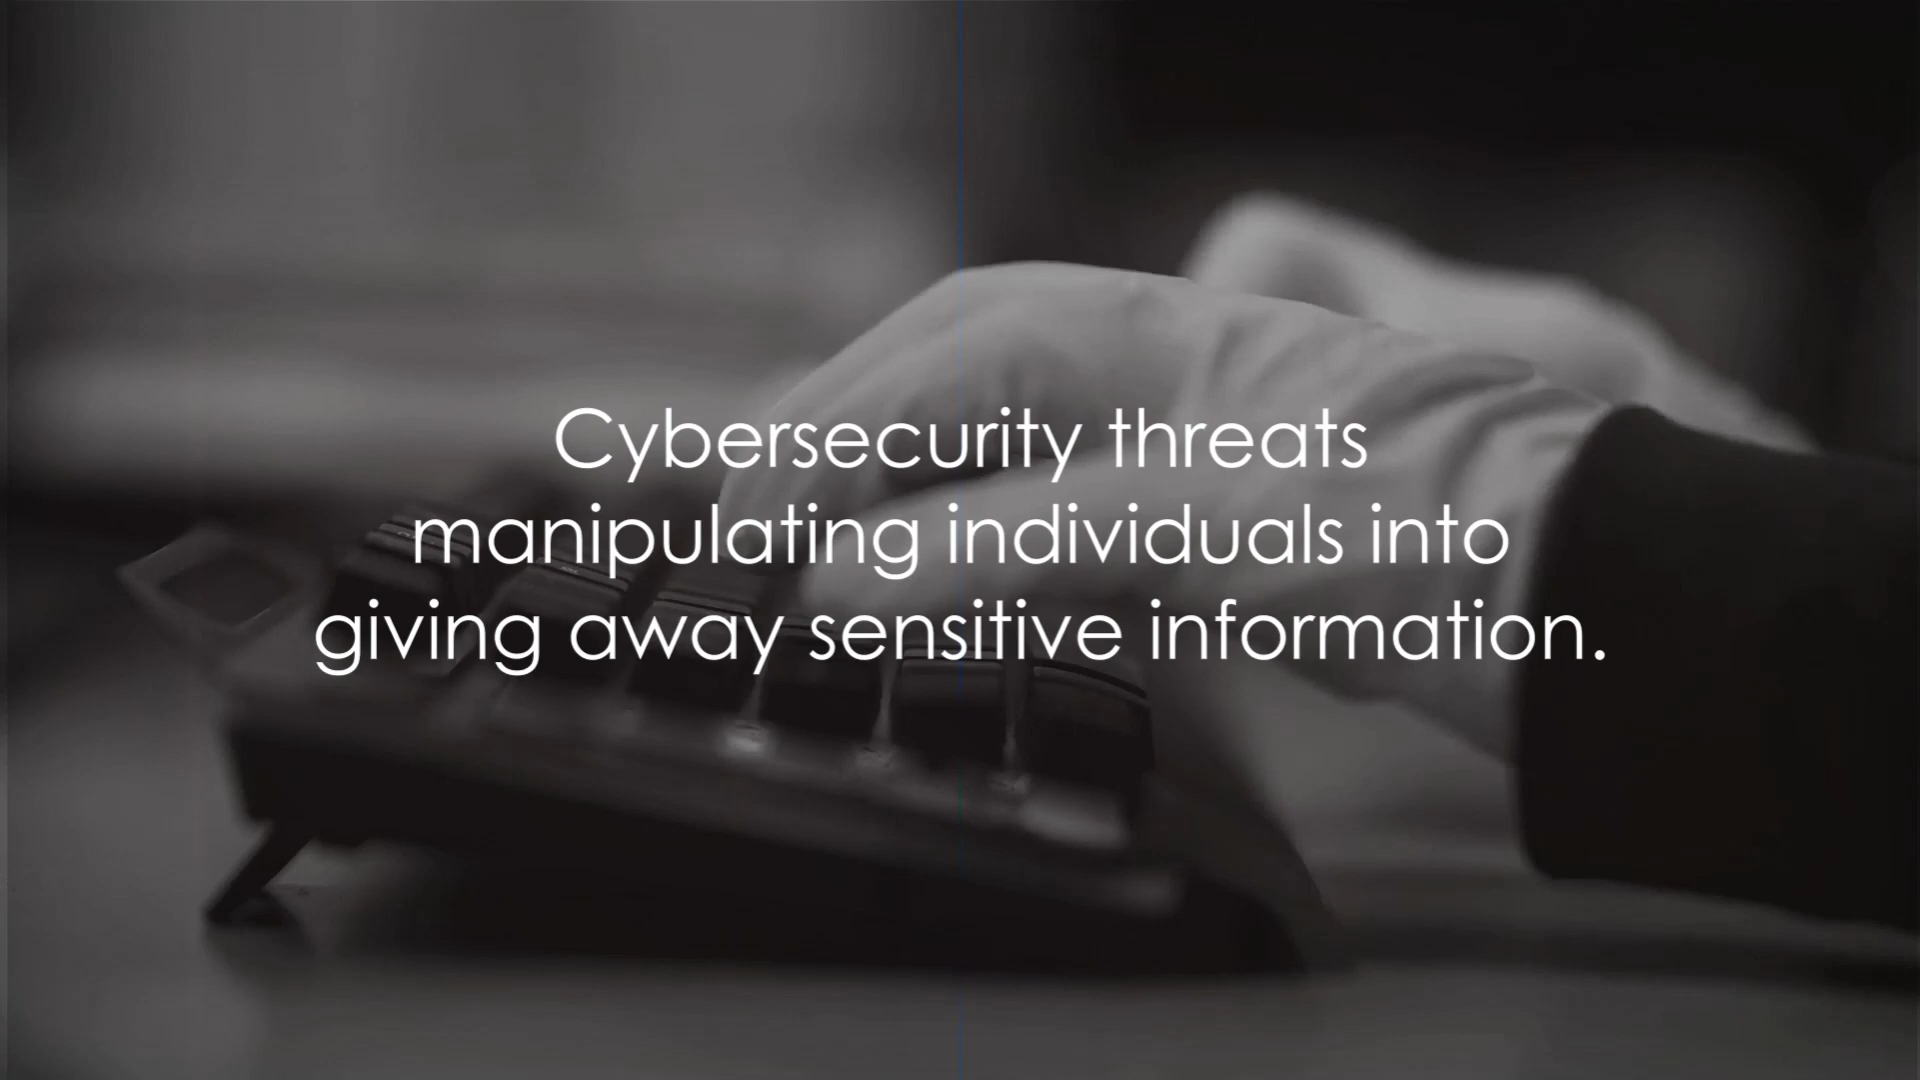 Cybersecurity threats
manipulating individuals into
giving away sensitive information.